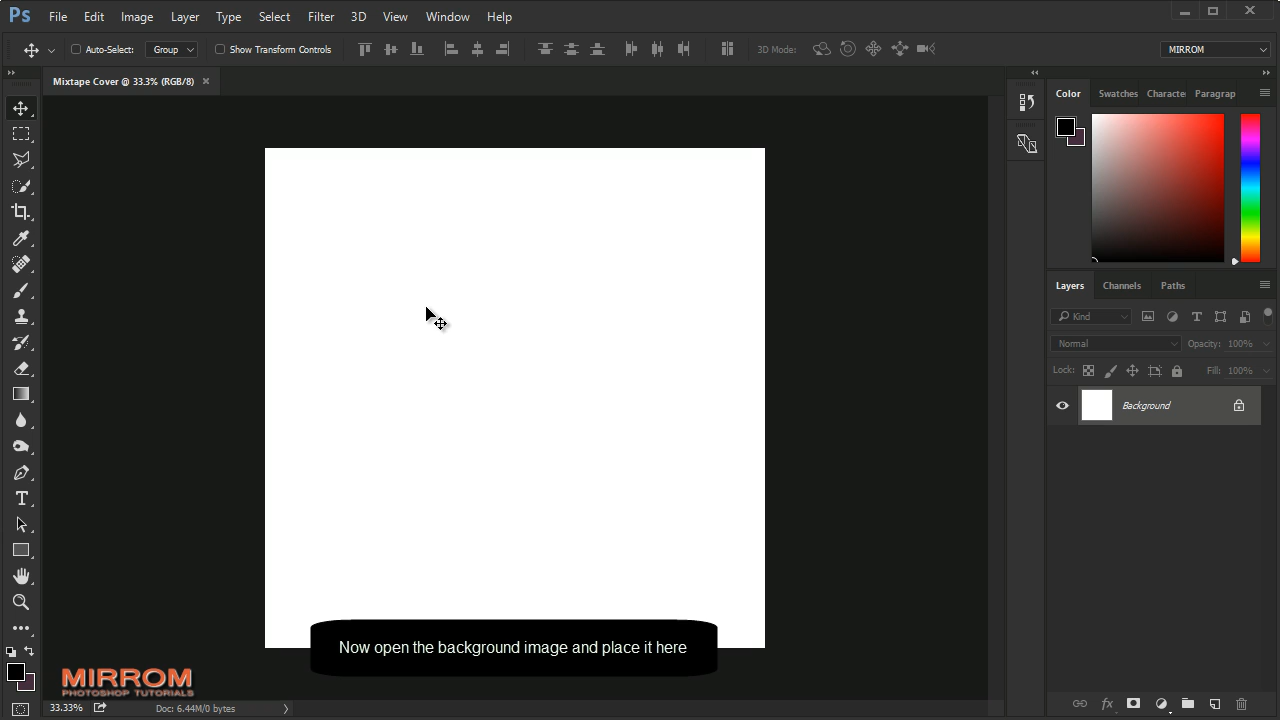 Ps File Edit Image Layer Type Select Filter 3D View Window Help
Auto-Select: Group Show Transform Controls 3D Mode: MIRROM
Mixtape Cover @ 33.3% (RGB/8)
Color Swatches Characte Paragrap
Layers Channels Paths
Kind
Normal Opacity: 100%
Lock: Fill: 100%
Background
Now open the background image and place it here
MIRROM
PHOTOSHOP TUTORIALS
33.33% Doc: 6.44M/0 bytes
fx